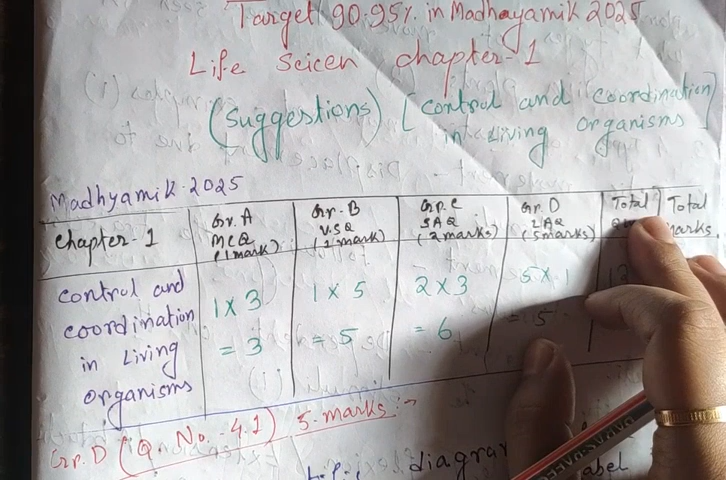 Target 90.95% in Madhayamik 2025
Life Seicen chapter-1
(Suggestions) [control and coordination
in Living Organisms]
Madhyamik-2025
Chapter-1
Gr.A
MCQ
(1 mark)
Gr.B
V.SQ
(1 mark)
Grp.C
SAQ
(2 marks)
Gr.D
LAQ
(5 marks)
Total
Total
marks
control and
coordination
in Living
organisms
1 x 3
= 3
1 x 5
= 5
2 x 3
= 6
5 x 1
= 5
Grp.D (Q. No. - 4.1) 5-marks:-
diagram
label